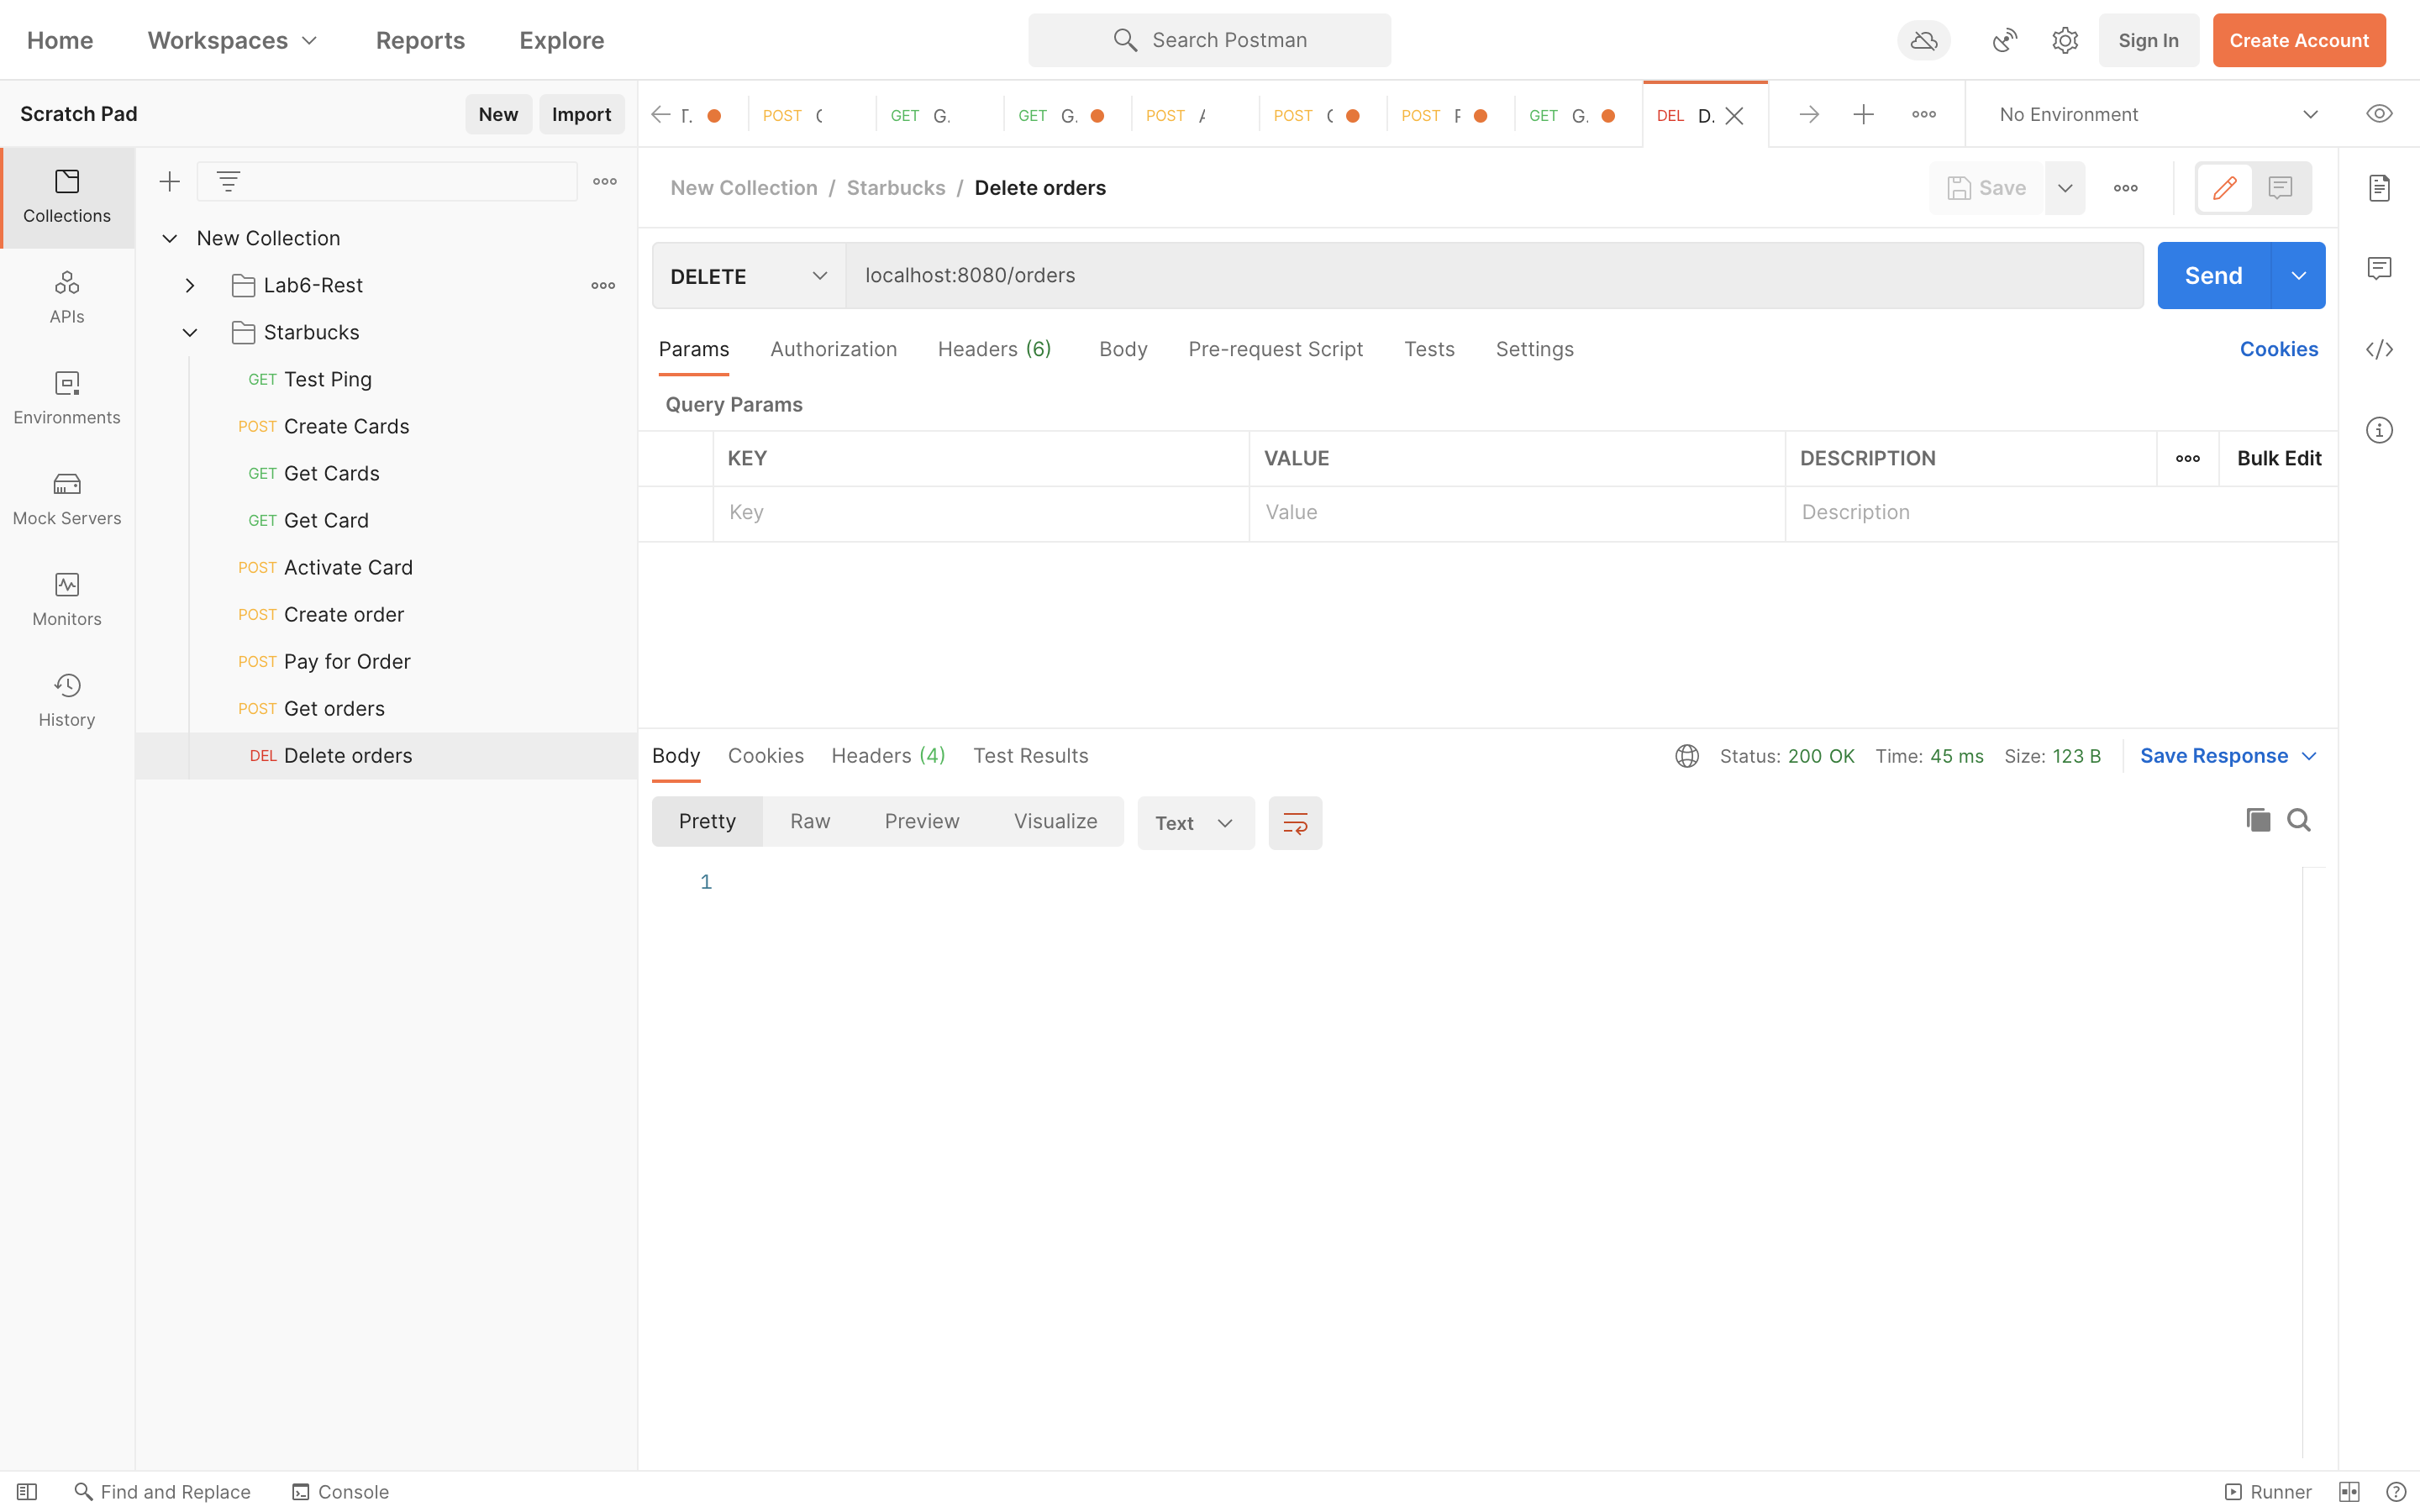 Home Workspaces Reports Explore Search Postman Sign In Create Account
Scratch Pad New Import
T. POST GET G. GET G. POST POST POST GET G. DEL D. No Environment
Collections
APIs
Environments
Mock Servers
Monitors
History
New Collection
Lab6-Rest
Starbucks
GET Test Ping
POST Create Cards
GET Get Cards
GET Get Card
POST Activate Card
POST Create order
POST Pay for Order
POST Get orders
DEL Delete orders
New Collection / Starbucks / Delete orders Save
DELETE localhost:8080/orders Send
Params Authorization Headers (6) Body Pre-request Script Tests Settings Cookies
Query Params
KEY VALUE DESCRIPTION Bulk Edit
Key Value Description
Body Cookies Headers (4) Test Results Status: 200 OK Time: 45 ms Size: 123 B Save Response
Pretty Raw Preview Visualize Text
1
Find and Replace Console Runner